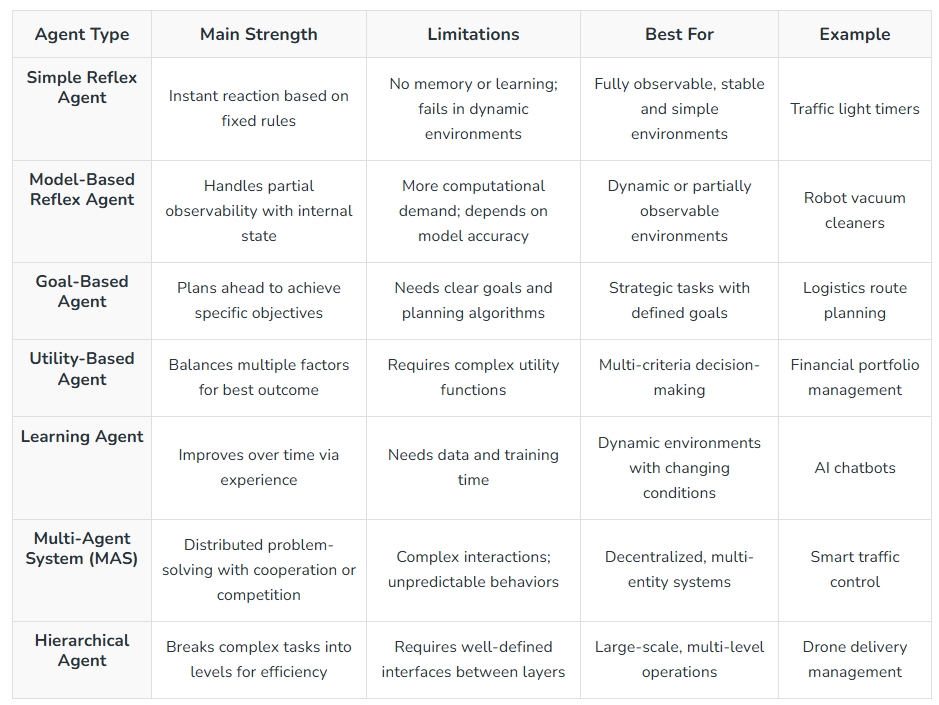 Agent Type
Main Strength
Limitations
Best For
Example
Simple Reflex
Agent
Instant reaction based on
fixed rules
No memory or learning;
fails in dynamic
environments
Fully observable, stable
and simple
environments
Traffic light timers
Model-Based
Reflex Agent
Handles partial
observability with internal
state
More computational
demand; depends on
model accuracy
Dynamic or partially
observable
environments
Robot vacuum
cleaners
Goal-Based
Agent
Plans ahead to achieve
specific objectives
Needs clear goals and
planning algorithms
Strategic tasks with
defined goals
Logistics route
planning
Utility-Based
Agent
Balances multiple factors
for best outcome
Requires complex utility
functions
Multi-criteria decision-
making
Financial portfolio
management
Learning Agent
Improves over time via
experience
Needs data and training
time
Dynamic environments
with changing
conditions
AI chatbots
Multi-Agent
System (MAS)
Distributed problem-
solving with cooperation or
competition
Complex interactions;
unpredictable behaviors
Decentralized, multi-
entity systems
Smart traffic
control
Hierarchical
Agent
Breaks complex tasks into
levels for efficiency
Requires well-defined
interfaces between layers
Large-scale, multi-level
operations
Drone delivery
management